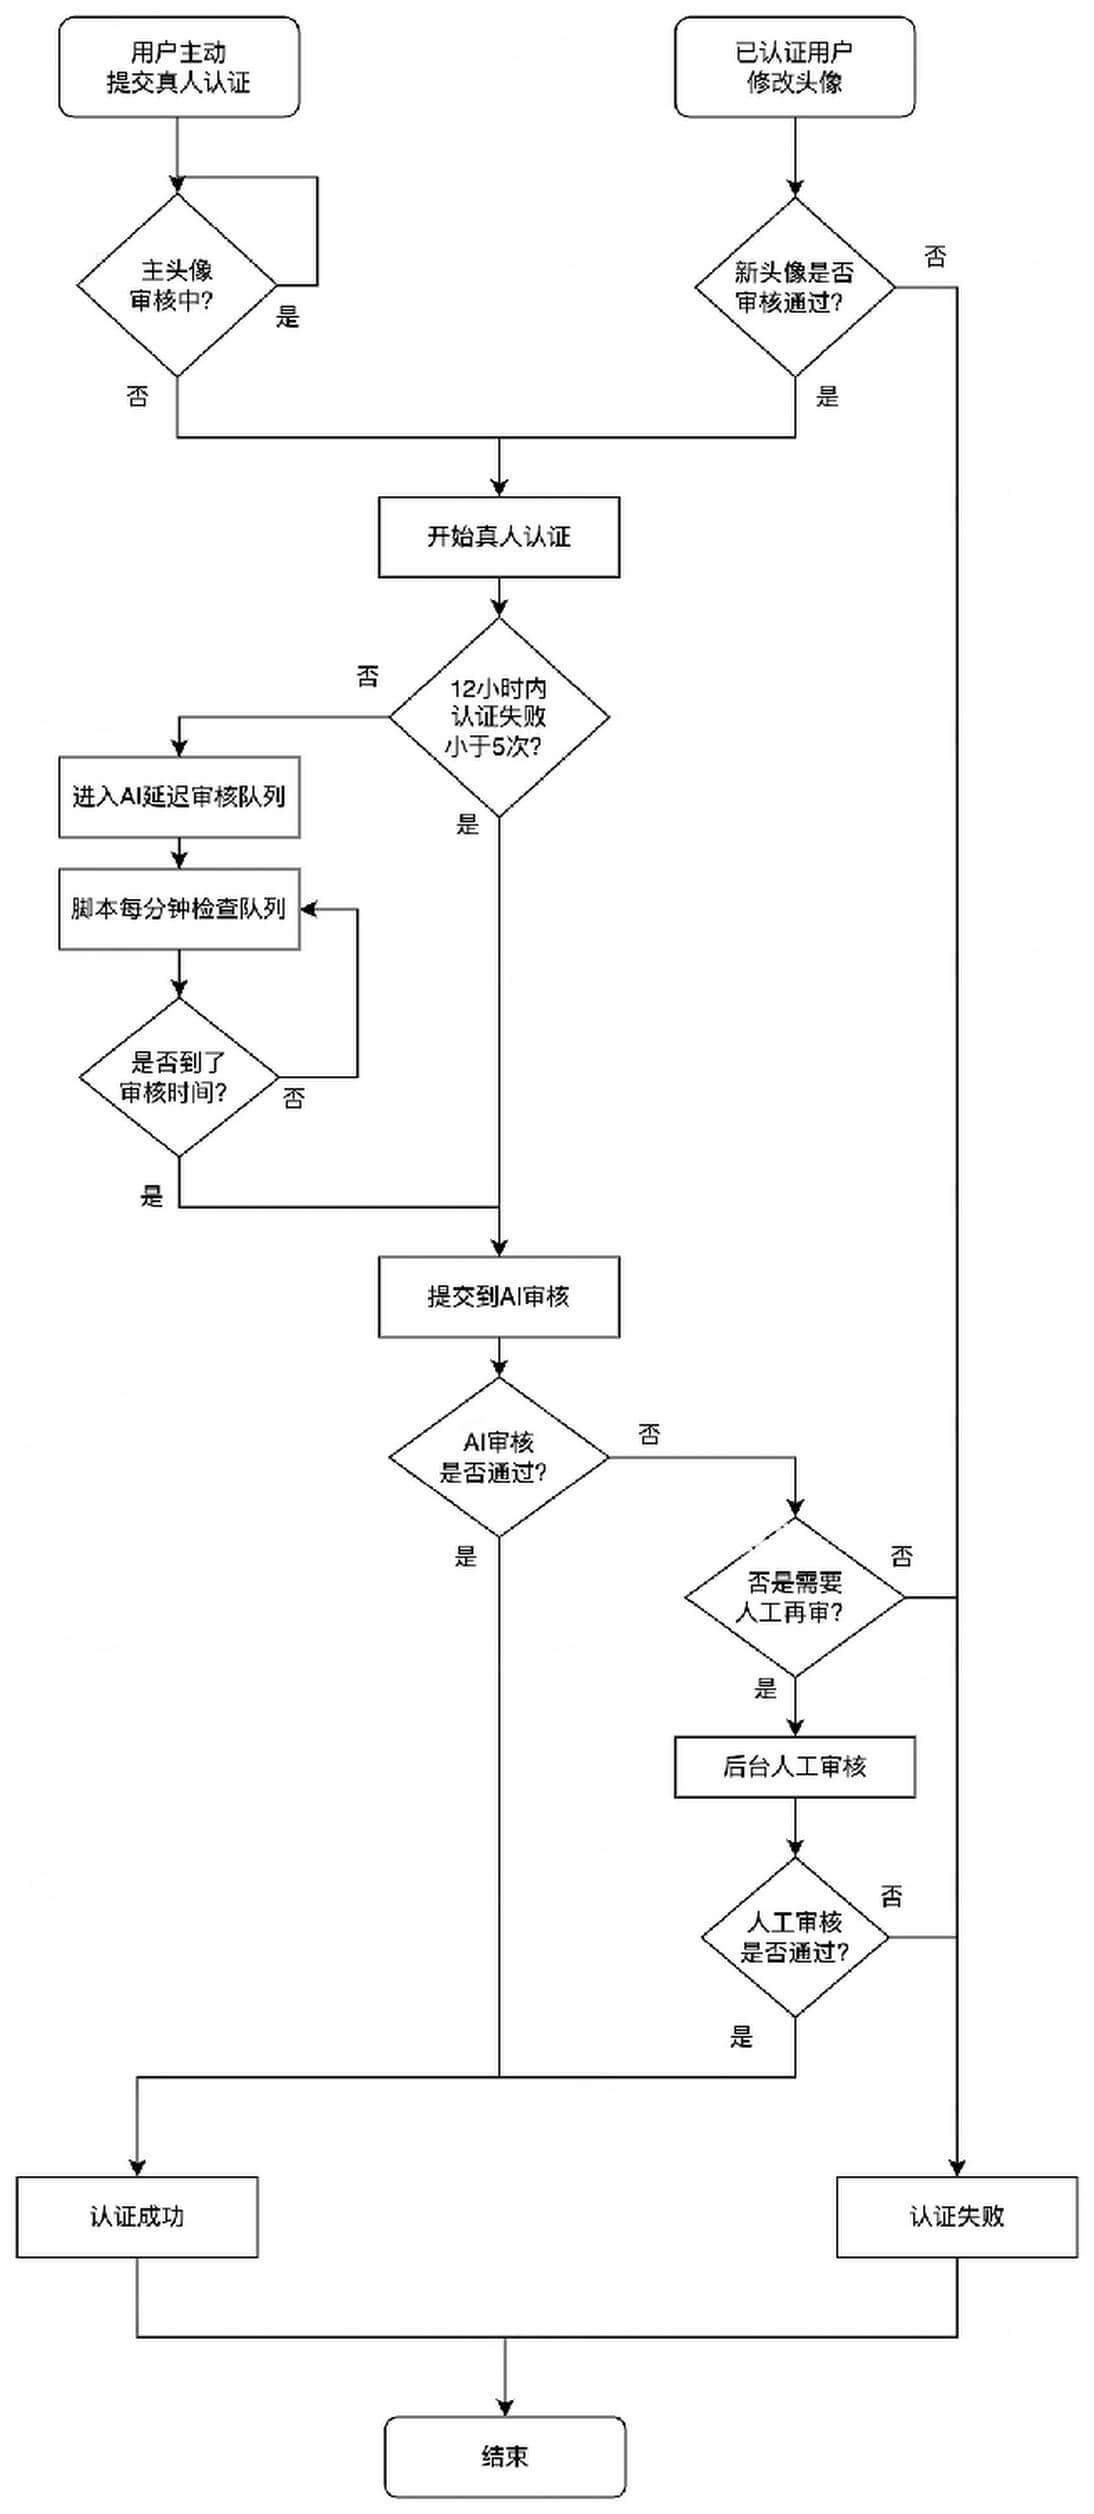 用户主动
提交真人认证
已认证用户
修改头像
主头像
审核中?
是
否
新头像是否
审核通过?
否
是
开始真人认证
12小时内
认证失败
小于5次?
否
是
进入AI延迟审核队列
脚本每分钟检查队列
是否到了
审核时间?
否
是
提交到AI审核
AI审核
是否通过?
否
是
否是需要
人工再审?
否
是
后台人工审核
人工审核
是否通过?
否
是
认证成功
认证失败
结束